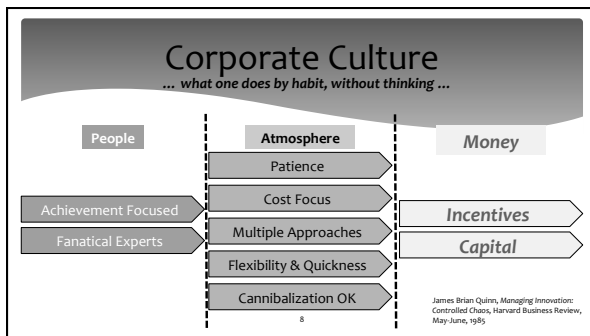 Corporate Culture
... what one does by habit, without thinking ...
People
Achievement Focused
Fanatical Experts
Atmosphere
Patience
Cost Focus
Multiple Approaches
Flexibility & Quickness
Cannibalization OK
Money
Incentives
Capital
James Brian Quinn, Managing Innovation:
Controlled Chaos, Harvard Business Review,
May-June, 1985
8